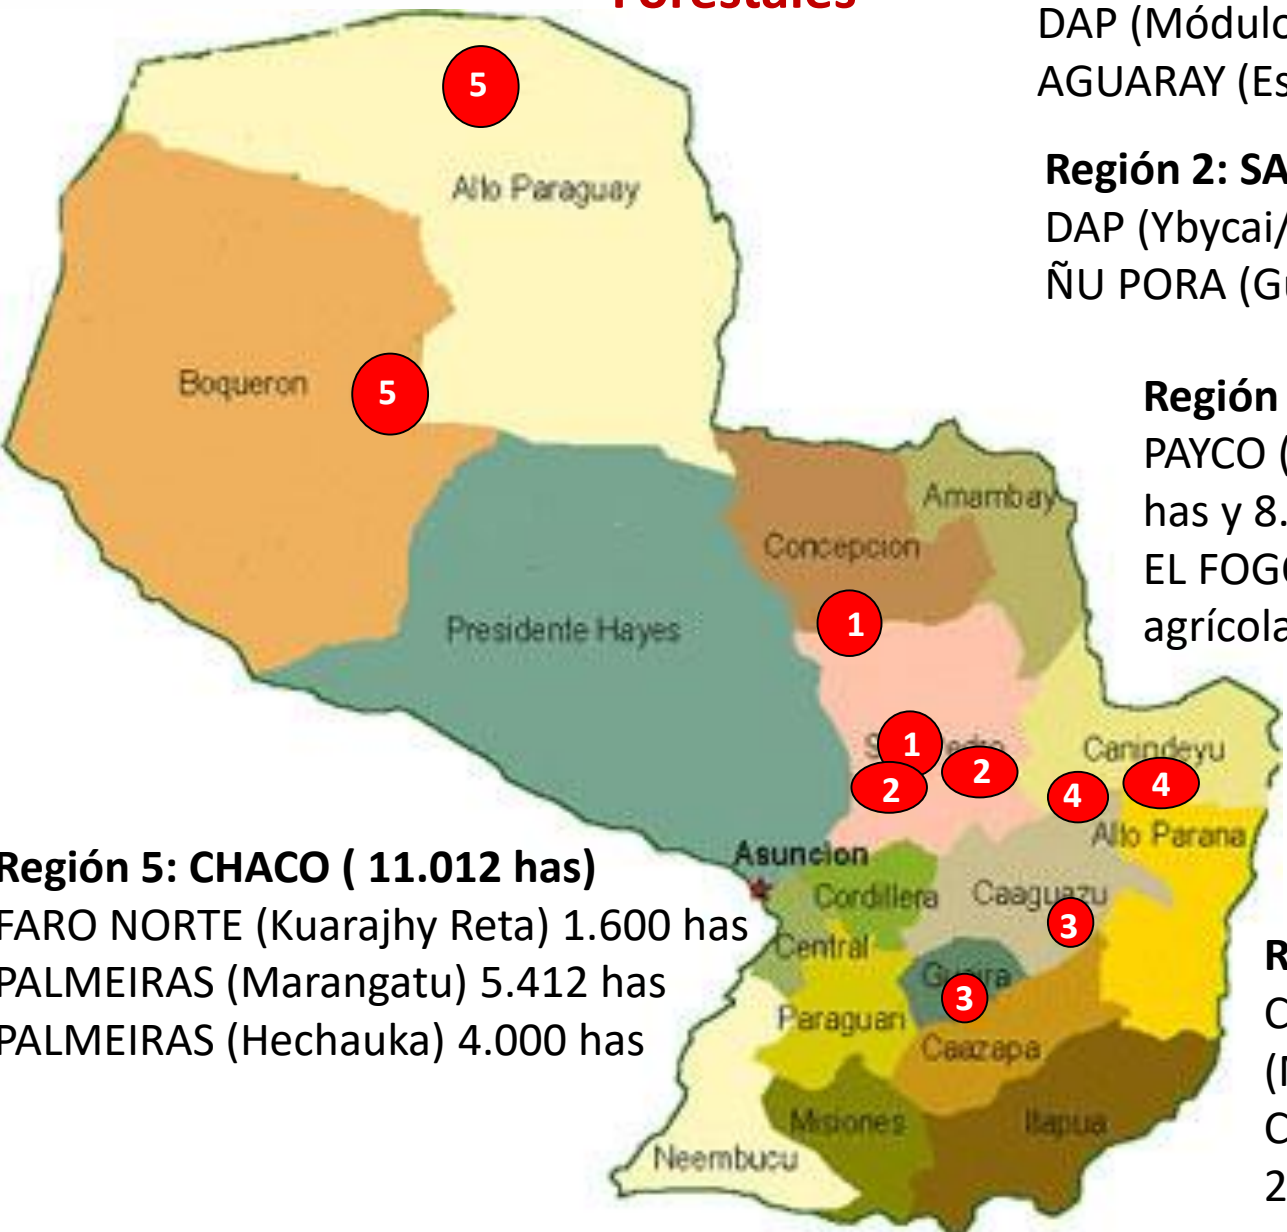 Forestales
DAP (Módulo
AGUARAY (Es
Región 2: SA
DAP (Ybycai/
ÑU PORA (Gu
Región
PAYCO (
has y 8.
EL FOGO
agrícola
5
Alto Paraguay
Boqueron
5
Amambay
Concepcion
1
Presidente Hayes
1
2
2
Canindeyu
4
4
Alto Parana
Asuncion
Cordillera
Caaguazu
3
Central
Guaira
3
Paraguari
Caazapa
Misiones
Itapua
Neembucu
Región 5: CHACO ( 11.012 has)
FARO NORTE (Kuarajhy Reta) 1.600 has
PALMEIRAS (Marangatu) 5.412 has
PALMEIRAS (Hechauka) 4.000 has
R
C
C
2